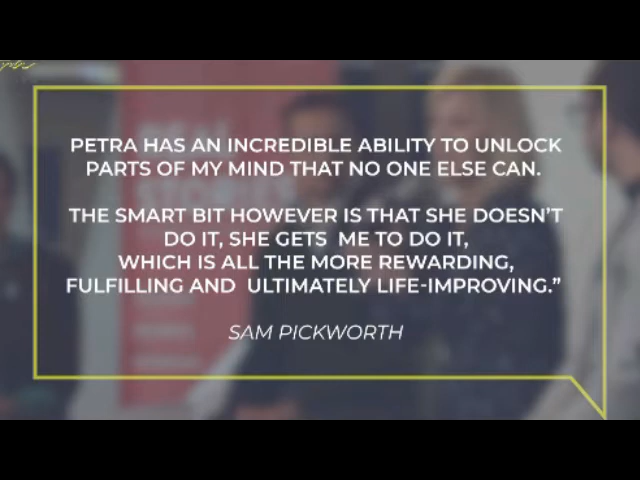 PETRA HAS AN INCREDIBLE ABILITY TO UNLOCK
PARTS OF MY MIND THAT NO ONE ELSE CAN.
THE SMART BIT HOWEVER IS THAT SHE DOESN'T
DO IT, SHE GETS ME TO DO IT,
WHICH IS ALL THE MORE REWARDING,
FULFILLING AND ULTIMATELY LIFE-IMPROVING.”
SAM PICKWORTH